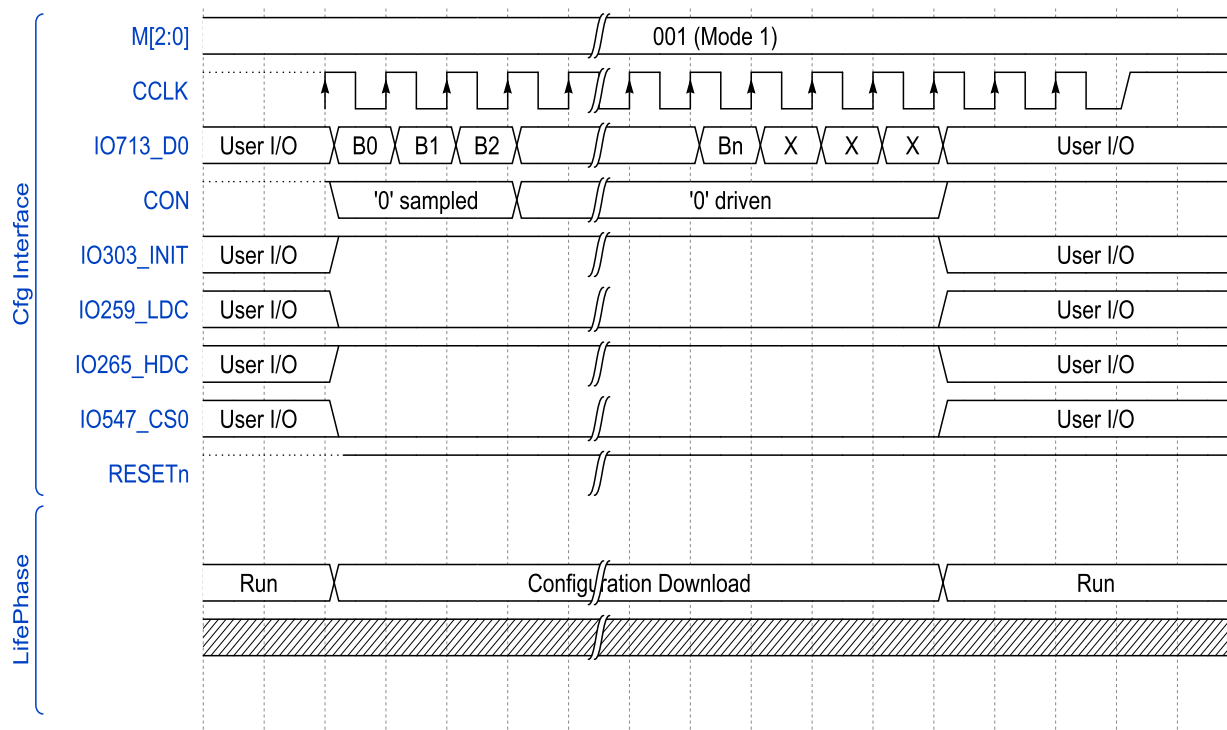 M[2:0] 001 (Mode 1)
CCLK
IO713_D0 User I/O B0 B1 B2 Bn X X X User I/O
CON '0' sampled '0' driven
IO303_INIT User I/O User I/O
IO259_LDC User I/O User I/O
IO265_HDC User I/O User I/O
IO547_CS0 User I/O User I/O
RESETn
Cfg Interface
Run Configuration Download Run
LifePhase